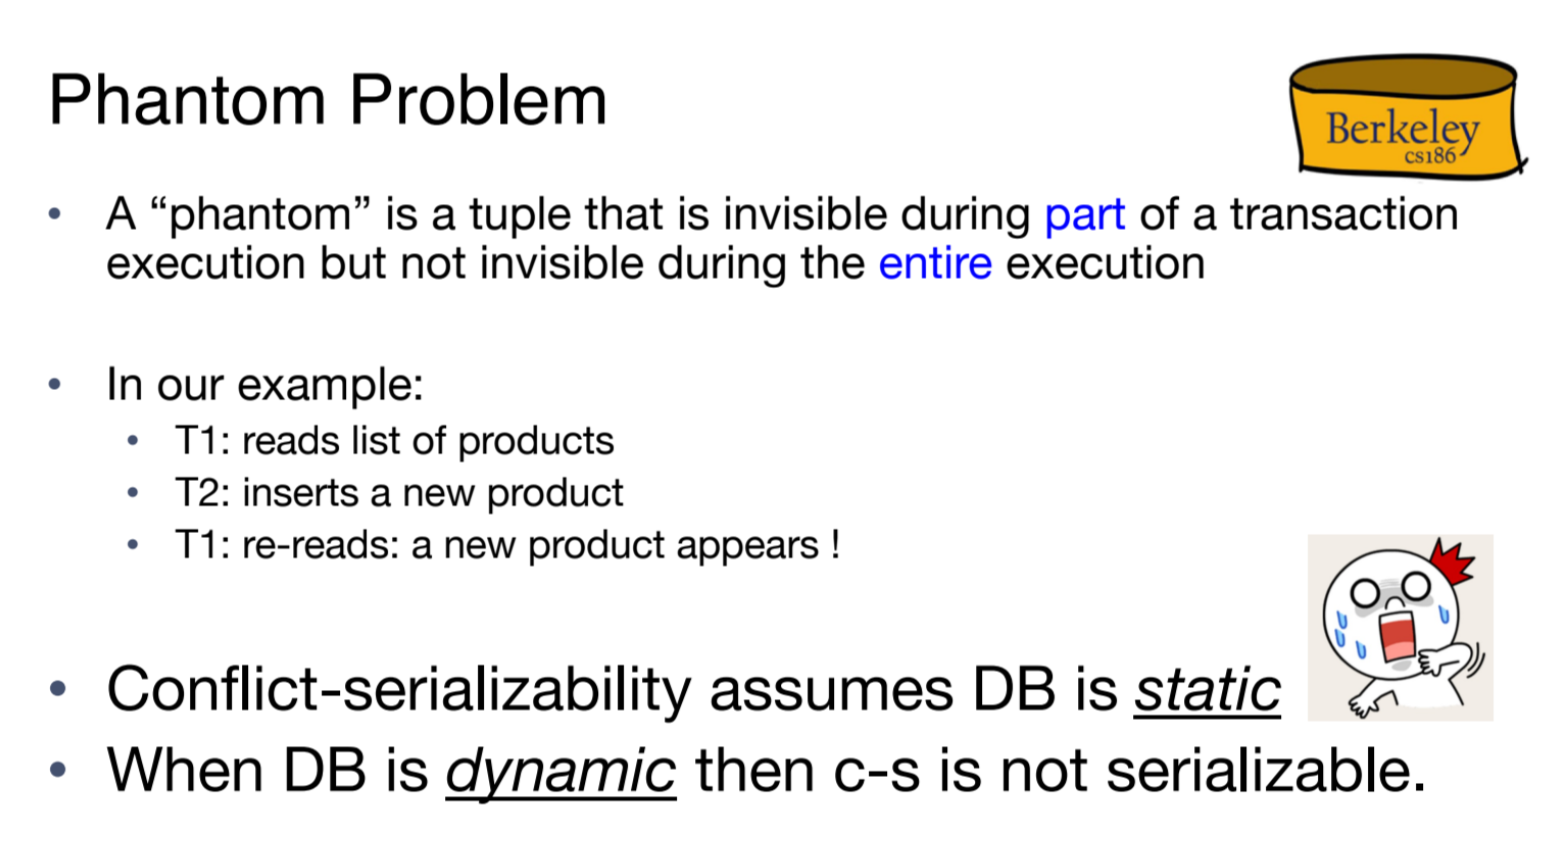 Phantom Problem
Berkeley
cs186
• A “phantom” is a tuple that is invisible during part of a transaction
execution but not invisible during the entire execution
• In our example:
• T1: reads list of products
• T2: inserts a new product
• T1: re-reads: a new product appears !
• Conflict-serializability assumes DB is static
• When DB is dynamic then c-s is not serializable.